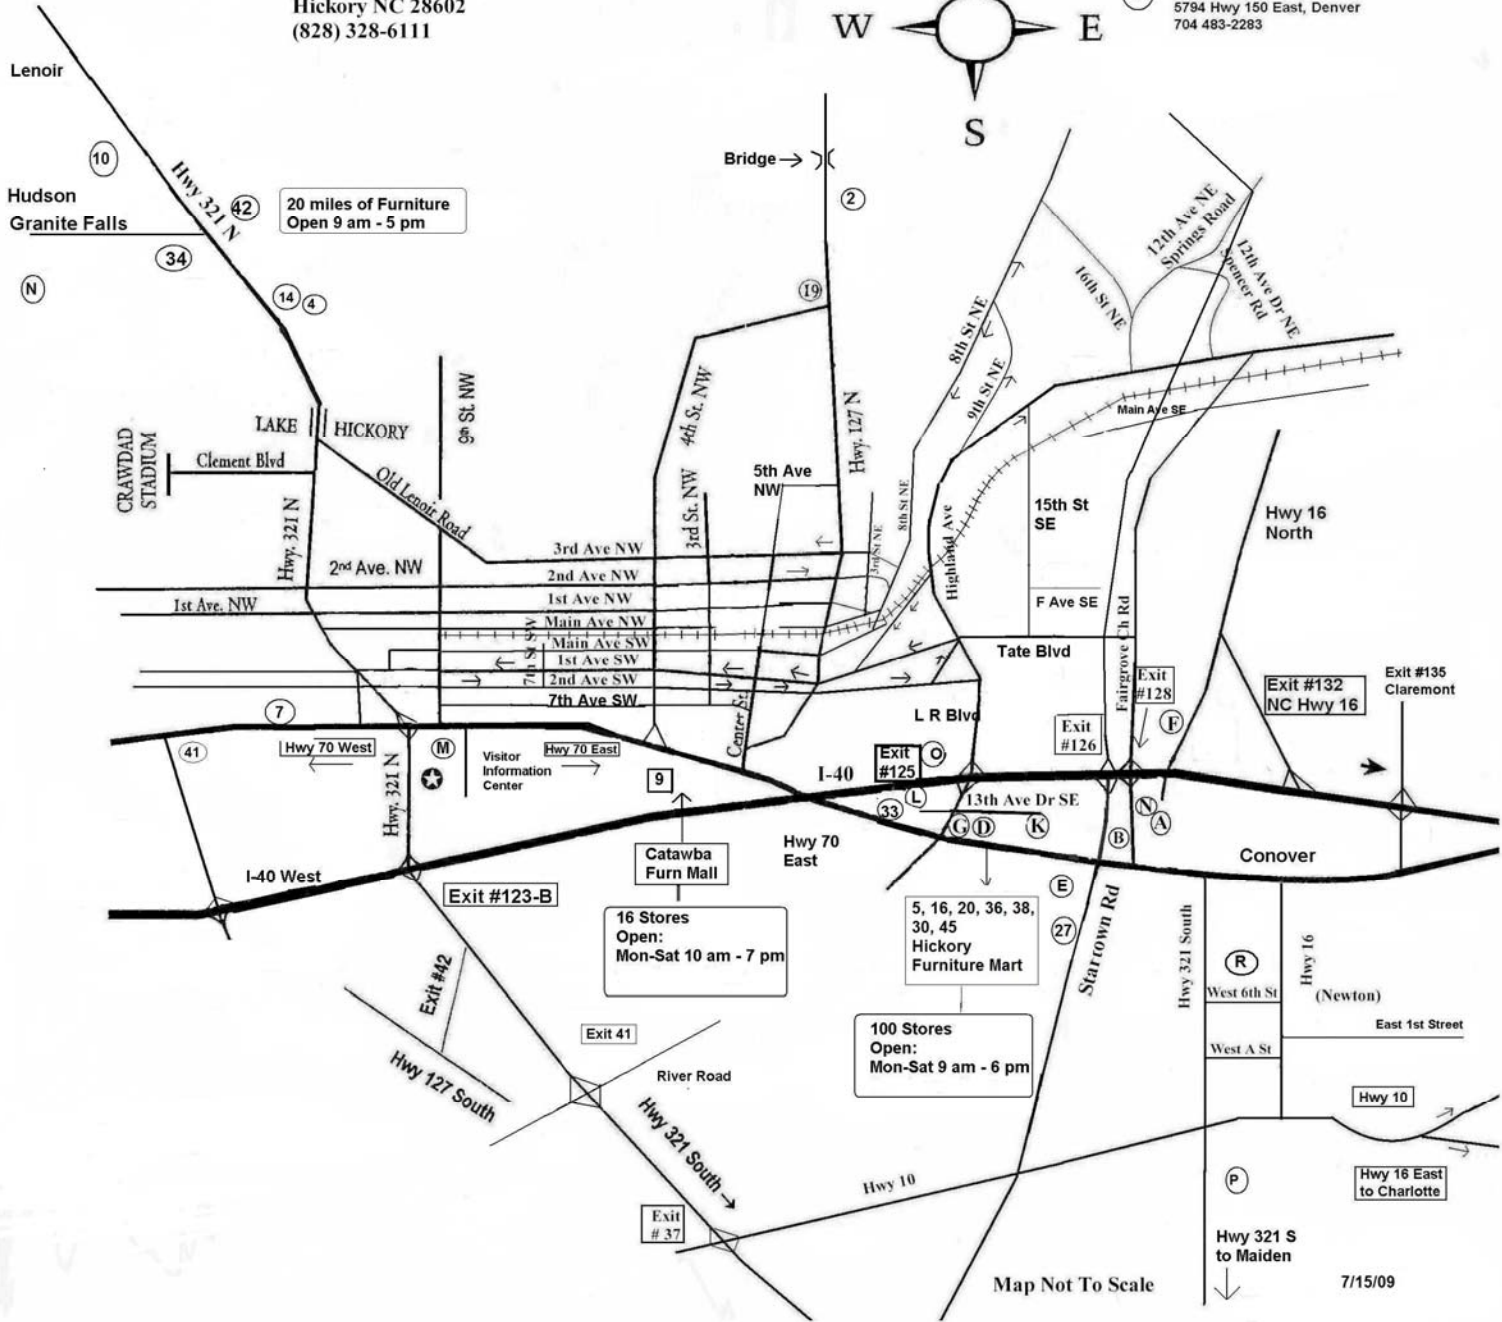 Hickory NC 28602
(828) 328-6111
W
E
S
5794 Hwy 150 East, Denver
704 483-2283
Lenoir
10
Hudson
Granite Falls
34
N
Hwy 321 N
42
20 miles of Furniture
Open 9 am - 5 pm
14
4
Bridge
2
19
LAKE
HICKORY
CRAWDAD
STADIUM
Clement Blvd
Old Lenoir Road
9th St. NW
4th St. NW
3rd St. NW
5th Ave
NW
Hwy. 127 N
8th St NE
9th St NE
16th St NE
12th Ave NE
Springs Road
12th Ave Dr NE
Spencer Rd
Main Ave SE
Hwy. 321 N
2nd Ave. NW
1st Ave. NW
3rd Ave NW
2nd Ave NW
1st Ave NW
Main Ave NW
Main Ave SW
1st Ave SW
2nd Ave SW
7th Ave SW
7th St SW
Center St.
3rd St NE
8th St NE
Highland Ave
15th St
SE
F Ave SE
Tate Blvd
Fairgrove Ch Rd
Hwy 16
North
L R Blvd
Exit
#128
Exit
#126
F
Exit #132
NC Hwy 16
Exit #135
Claremont
7
41
Hwy 70 West
M
Visitor
Information
Center
Hwy 70 East
Hwy. 321 N
9
I-40
Exit
#125
O
L
33
13th Ave Dr SE
G
D
K
N
A
B
Conover
Hwy 70
East
I-40 West
Exit #123-B
Catawba
Furn Mall
16 Stores
Open:
Mon-Sat 10 am - 7 pm
5, 16, 20, 36, 38,
30, 45
Hickory
Furniture Mart
100 Stores
Open:
Mon-Sat 9 am - 6 pm
E
27
Startown Rd
Hwy 321 South
R
West 6th St
Hwy 16
(Newton)
East 1st Street
West A St
Exit #42
Hwy 127 South
Exit 41
River Road
Hwy 321 South
Hwy 10
Hwy 10
Hwy 16 East
to Charlotte
P
Exit
# 37
Hwy 321 S
to Maiden
Map Not To Scale
7/15/09